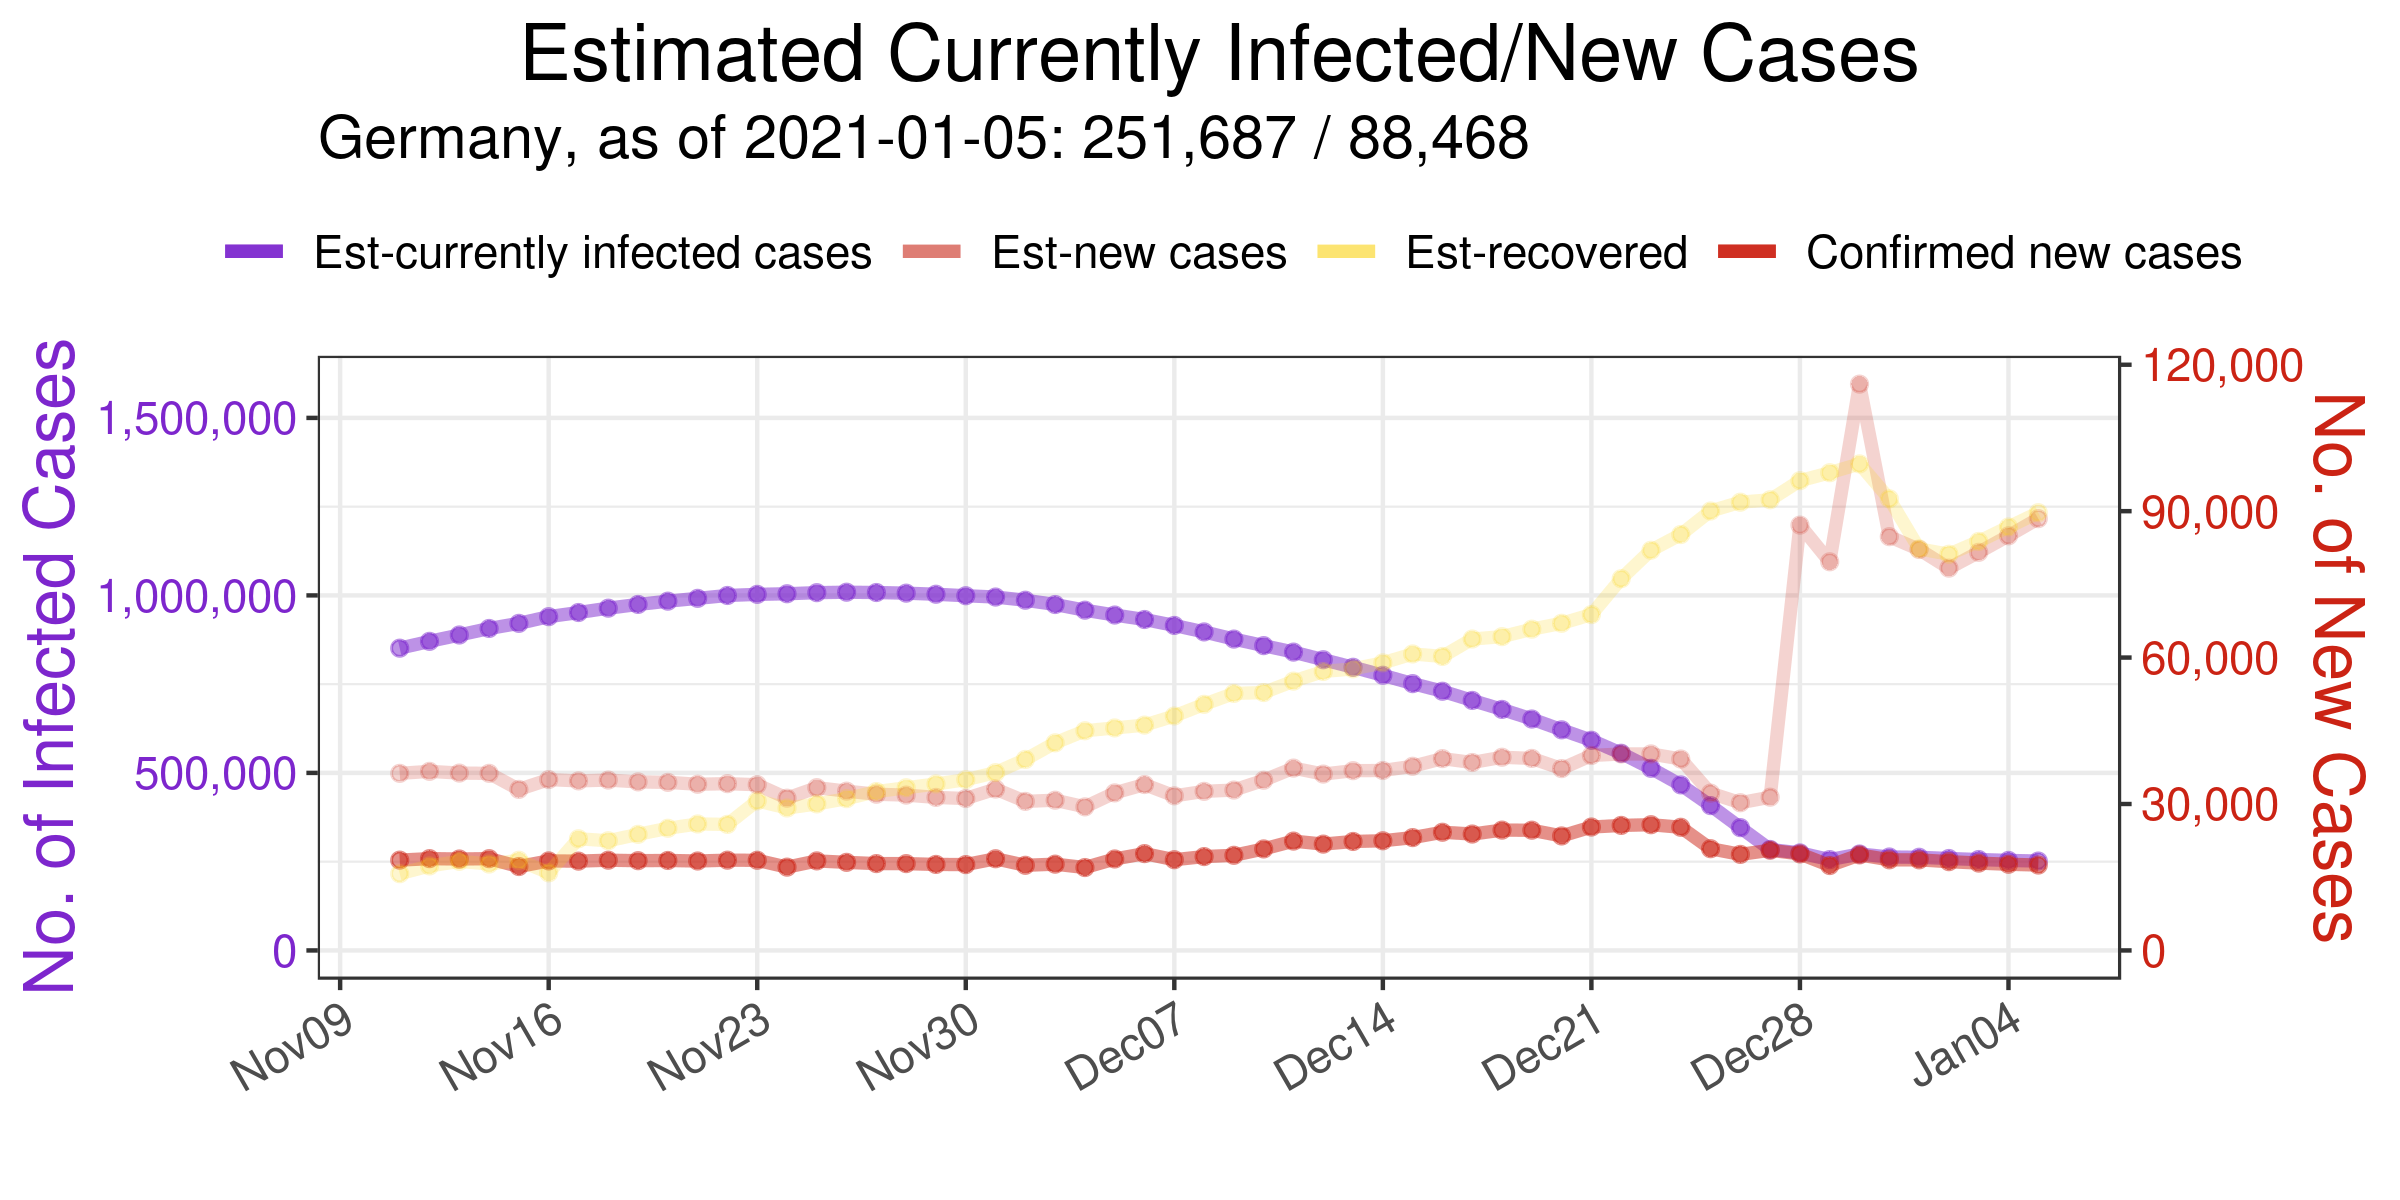 Estimated Currently Infected/New Cases
Germany, as of 2021-01-05: 251,687 / 88,468
Est-currently infected cases Est-new cases Est-recovered Confirmed new cases
No. of Infected Cases
1,500,000
1,000,000
500,000
0
120,000
90,000
60,000
30,000
0
No. of New Cases
Nov09 Nov16 Nov23 Nov30 Dec07 Dec14 Dec21 Dec28 Jan04